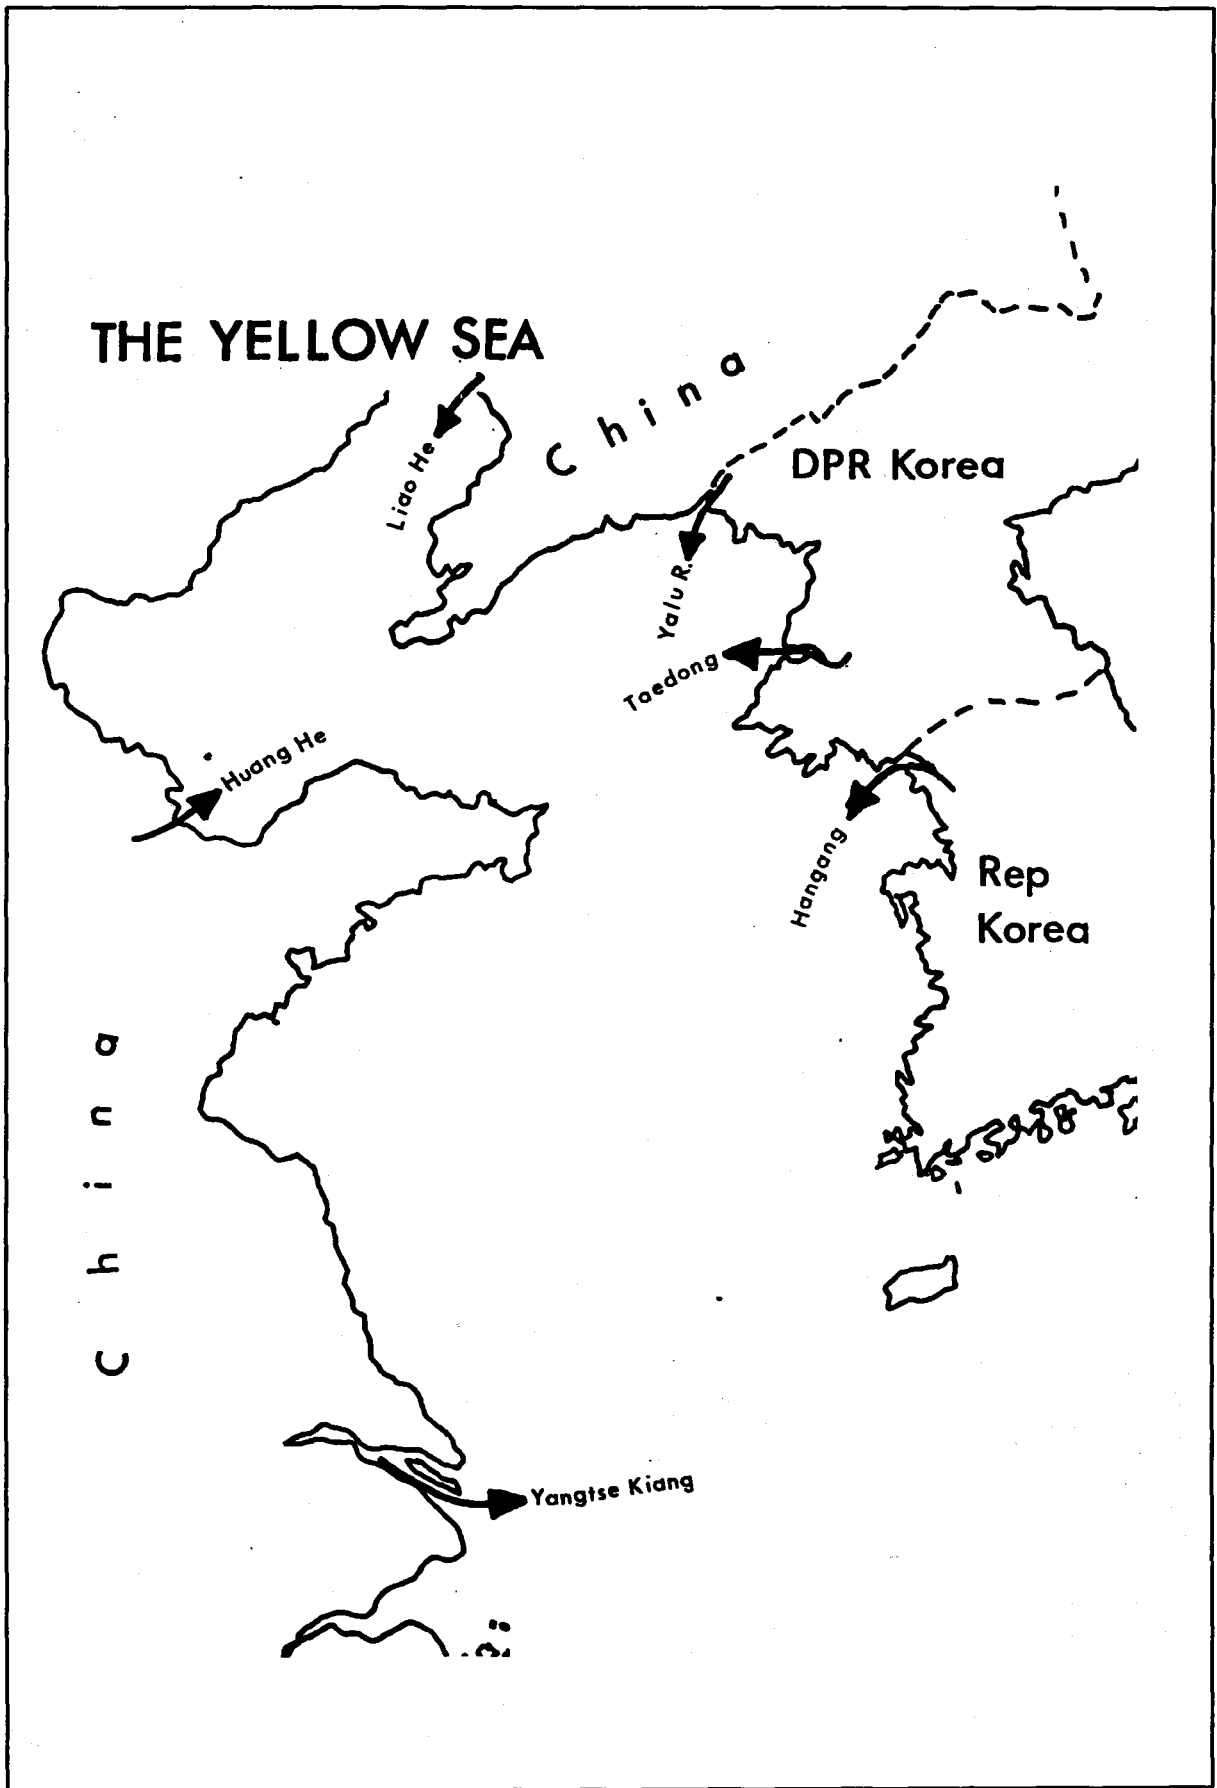 THE YELLOW SEA
China
Liao He
DPR Korea
Yalu R.
Taedong
Huang He
Hangang
Rep
Korea
China
Yangtse Kiang